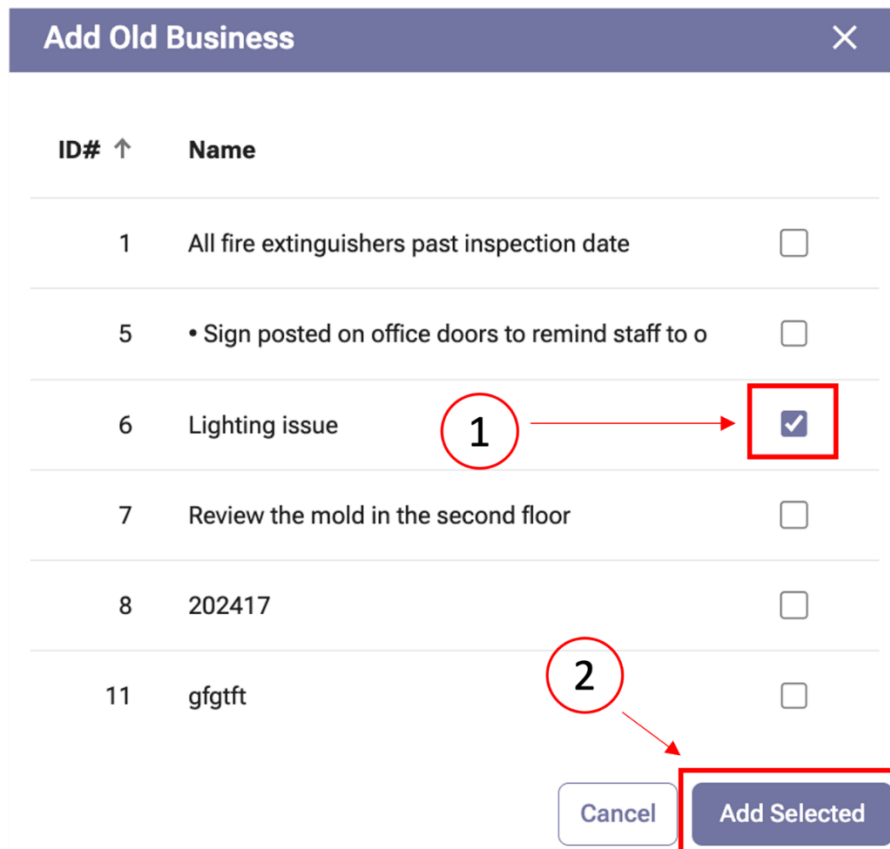 Add Old Business
ID# ↑ Name
1 All fire extinguishers past inspection date
5 • Sign posted on office doors to remind staff to o
6 Lighting issue 1
7 Review the mold in the second floor
8 202417
11 gfgtft
2
Cancel Add Selected